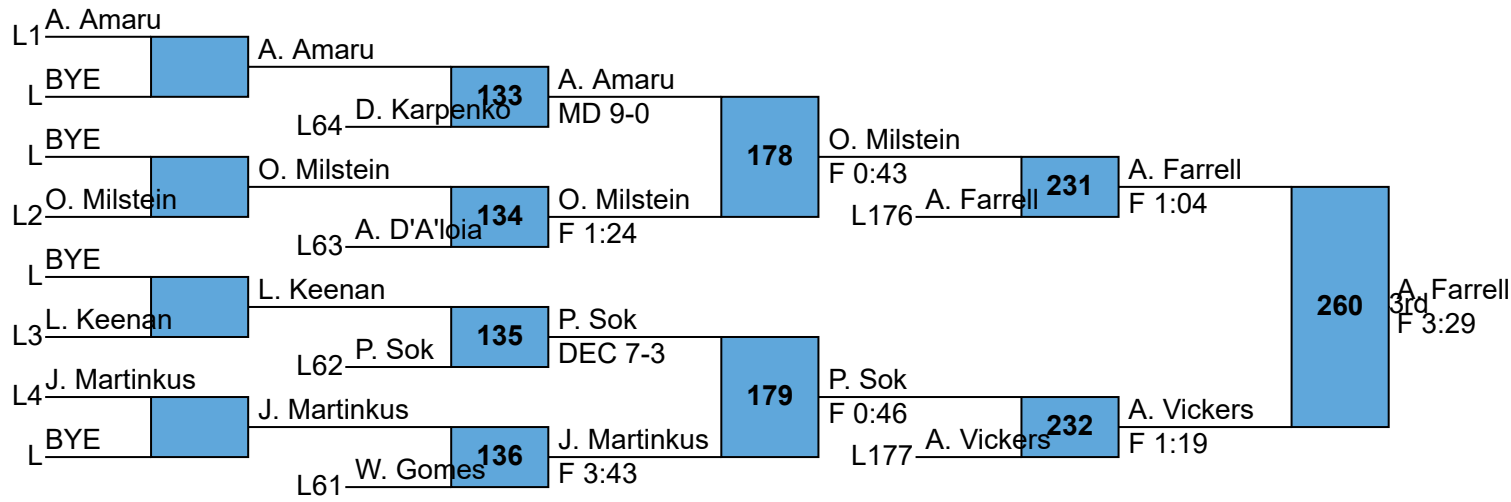 L1 A. Amaru
L BYE
A. Amaru
L64 D. Karpenko
133
A. Amaru
MD 9-0
L BYE
L2 O. Milstein
O. Milstein
L63 A. D'A'loia
134
O. Milstein
F 1:24
178
O. Milstein
F 0:43
L176 A. Farrell
231
A. Farrell
F 1:04
L BYE
L3 L. Keenan
L. Keenan
L62 P. Sok
135
P. Sok
DEC 7-3
L4 J. Martinkus
L BYE
J. Martinkus
L61 W. Gomes
136
J. Martinkus
F 3:43
179
P. Sok
F 0:46
L177 A. Vickers
232
A. Vickers
F 1:19
260
A. Farrell
3rd
F 3:29